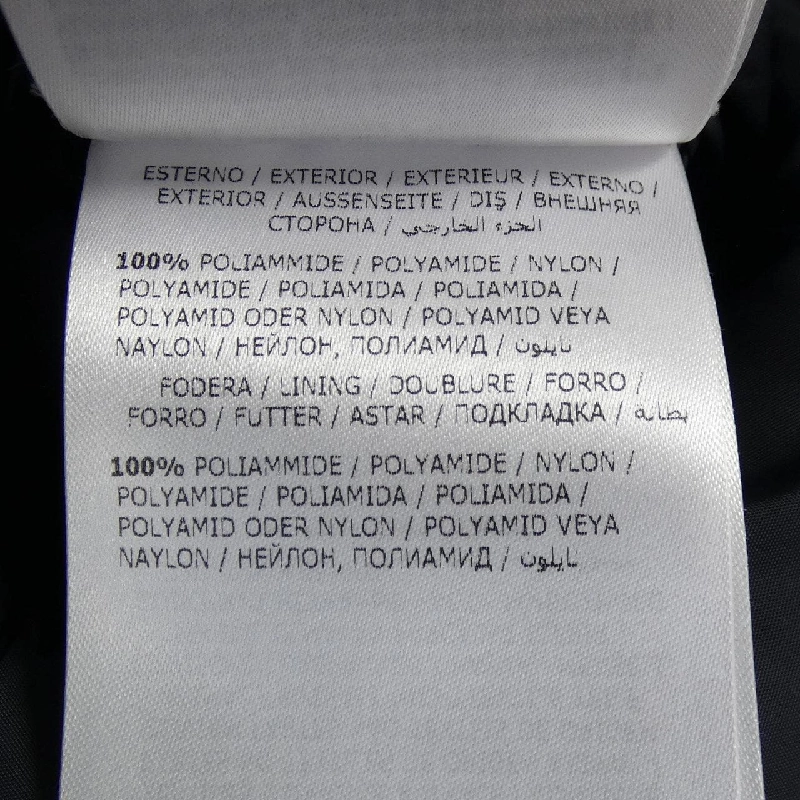 ESTERNO / EXTERIOR / EXTERIEUR / EXTERNO /
EXTERIOR / AUSSENSEITE / DIŞ / ВНЕШНЯЯ
СТОРОНА / الجزء الخارجي
100% POLIAMMIDE / POLYAMIDE / NYLON /
POLYAMIDE / POLIAMIDA / POLIAMIDA /
POLYAMID ODER NYLON / POLYAMID VEYA
NAYLON / НЕЙЛОН, ПОЛИАМИД / نايلون
FODERA / LINING / DOUBLURE / FORRO /
FORRO / FUTTER / ASTAR / ПОДКЛАДКА / بطانة
100% POLIAMMIDE / POLYAMIDE / NYLON /
POLYAMIDE / POLIAMIDA / POLIAMIDA /
POLYAMID ODER NYLON / POLYAMID VEYA
NAYLON / НЕЙЛОН, ПОЛИАМИД / نايلون